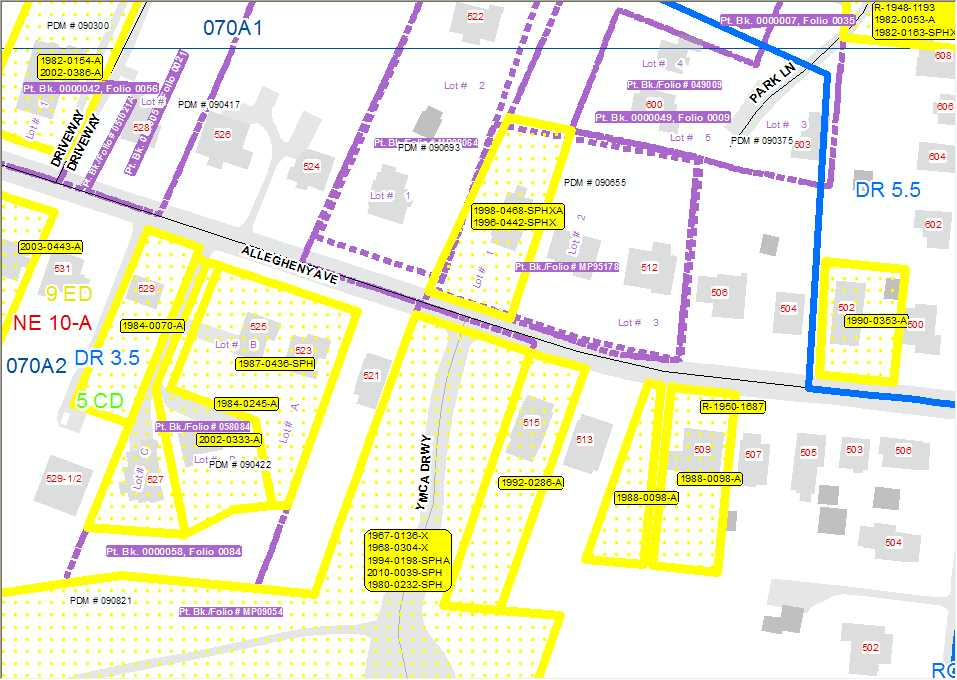 PDM # 090300
070A1
522
Pt. Bk. 0000007, Folio 0035
R-1948-1193
1982-0053-A
1982-0163-SPHX
1982-0154-A
2002-0386-A
Pt. Bk. 0000042, Folio 0056
Lot # 4
608
PARK LN
Lot # 2
Pt. Bk./Folio # 049009
Lot #
PDM # 090417
600
606
Pt. Bk. 0000049, Folio 0009
Lot # 1
528
526
Lot # 5
Lot # 3
DRIVEWAY
DRIVEWAY
PDM # 090693
PDM # 090375
803
604
524
PDM # 090655
DR 5.5
Lot # 1
1998-0468-SPHXA
1996-0442-SPHX
Lot # 2
602
2003-0443-A
ALLEGHENY AVE
Lot # 1
Pt. Bk./Folio # MP95178
512
531
529
506
9 ED
502
504
NE 10-A
1984-0070-A
525
Lot # 3
1990-0353-A
500
Lot # B
523
070A2
DR 3.5
1987-0436-SPH
521
5 CD
1984-0245-A
Lot # A
R-1950-1687
Pt. Bk./Folio # 058084
2002-0333-A
515
513
509
507
505
503
506
Lot # C
PDM # 090422
529-1/2
527
YMCA DRWY
1992-0286-A
1988-0098-A
1988-0098-A
1967-0136-X
1968-0304-X
1994-0198-SPHA
2010-0039-SPH
1980-0232-SPH
504
Pt. Bk. 0000058, Folio 0084
PDM # 090821
Pt. Bk./Folio # MP09054
502